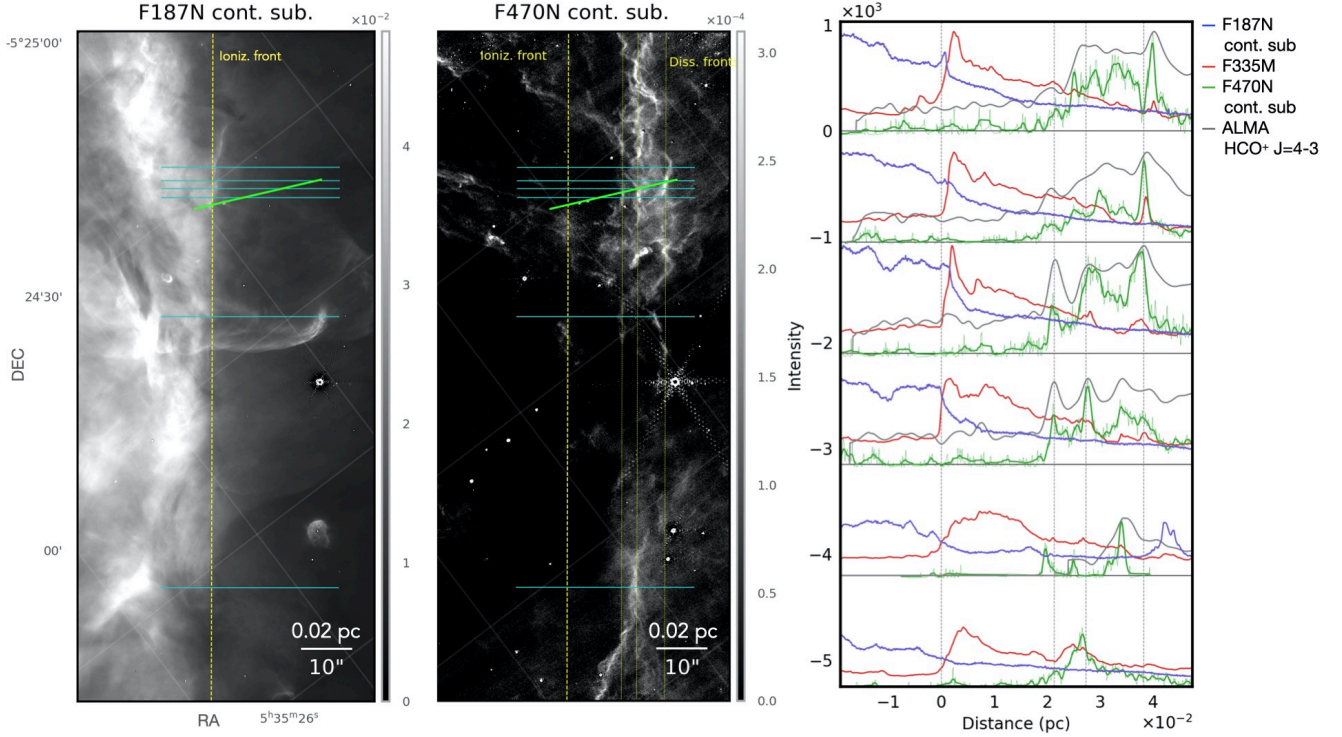 F187N cont. sub.
×10⁻²
-5°25'00'
Ioniz. front
4
24'30'
3
DEC
2
00'
1
0.02 pc
10"
0
RA
5ʰ35ᵐ26ˢ
F470N cont. sub.
×10⁻⁴
Ioniz. front
Diss. front
3.0
2.5
2.0
1.5
1.0
0.5
0.0
0.02 pc
10"
×10³
1
0
−1
−2
−3
−4
−5
Intensity
−1
0
1
2
3
4
Distance (pc)
×10⁻²
F187N
cont. sub
F335M
F470N
cont. sub
ALMA
HCO⁺ J=4-3